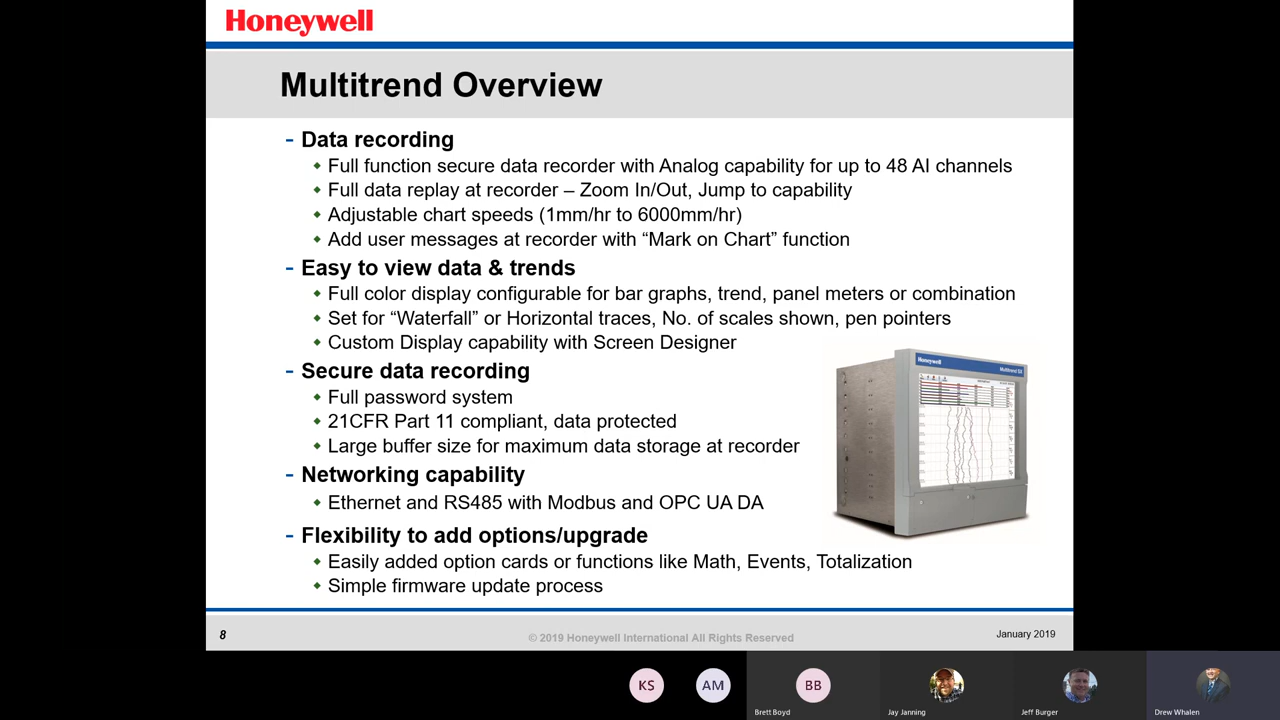 Honeywell
Multitrend Overview
- Data recording
Full function secure data recorder with Analog capability for up to 48 AI channels
Full data replay at recorder – Zoom In/Out, Jump to capability
Adjustable chart speeds (1mm/hr to 6000mm/hr)
Add user messages at recorder with “Mark on Chart” function
- Easy to view data & trends
Full color display configurable for bar graphs, trend, panel meters or combination
Set for “Waterfall” or Horizontal traces, No. of scales shown, pen pointers
Custom Display capability with Screen Designer
- Secure data recording
Full password system
21CFR Part 11 compliant, data protected
Large buffer size for maximum data storage at recorder
- Networking capability
Ethernet and RS485 with Modbus and OPC UA DA
- Flexibility to add options/upgrade
Easily added option cards or functions like Math, Events, Totalization
Simple firmware update process
Honeywell
Multitrend SX
8
© 2019 Honeywell International All Rights Reserved
January 2019
KS
AM
BB
Brett Boyd
Jay Janning
Jeff Burger
Drew Whalen